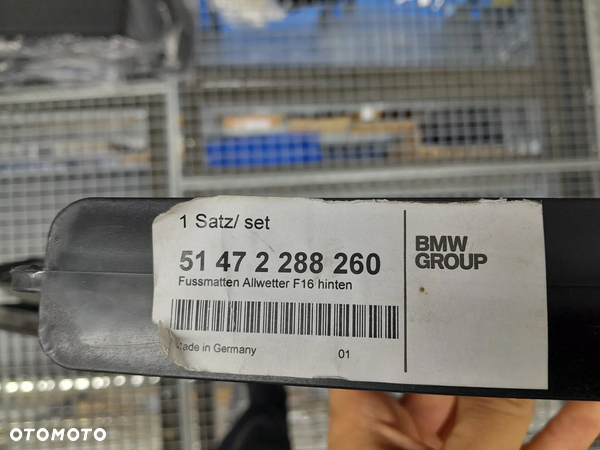 1 Satz/ set
51 47 2 288 260
Fussmatten Allwetter F16 hinten
Made in Germany 01
BMW
GROUP
OTOMOTO